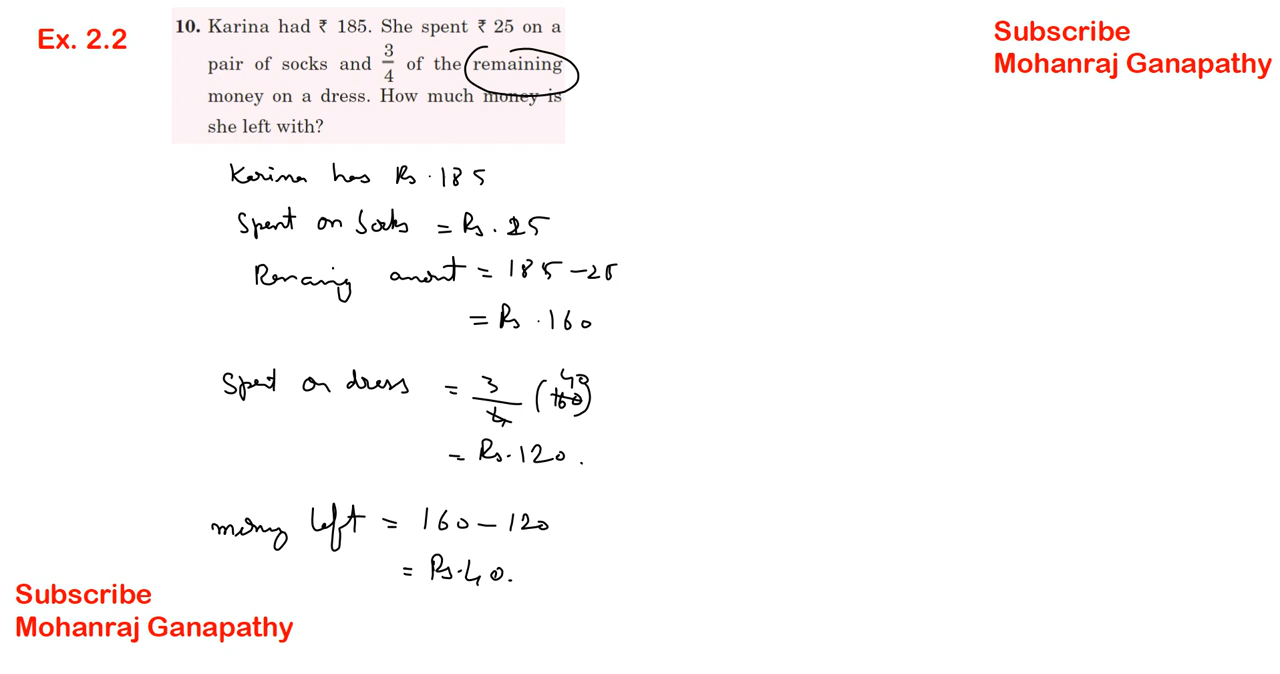 Ex. 2.2
10. Karina had ₹ 185. She spent ₹ 25 on a
pair of socks and 3/4 of the remaining
money on a dress. How much money is
she left with?
Subscribe
Mohanraj Ganapathy
Karina has Rs. 185
Spent on Socks = Rs. 25
Remaing amount = 185 - 25
= Rs. 160
Spent on dress = 3/4 (160) 40
= Rs. 120.
money left = 160 - 120
= Rs. 40.
Subscribe
Mohanraj Ganapathy